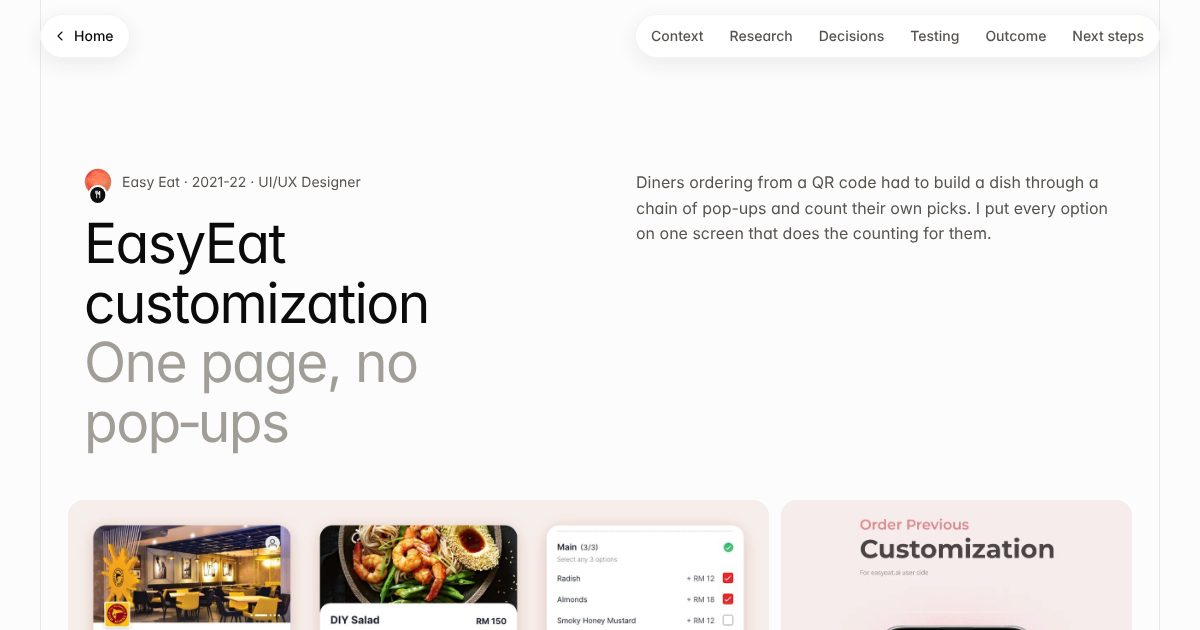 Home
Context Research Decisions Testing Outcome Next steps
Easy Eat · 2021-22 · UI/UX Designer
EasyEat
customization
One page, no
pop-ups
Diners ordering from a QR code had to build a dish through a
chain of pop-ups and count their own picks. I put every option
on one screen that does the counting for them.
DIY Salad RM 150
Main (3/3)
Select any 3 options
Radish + RM 12
Almonds + RM 18
Smoky Honey Mustard + RM 12
Order Previous
Customization
For easyeat.ai user side